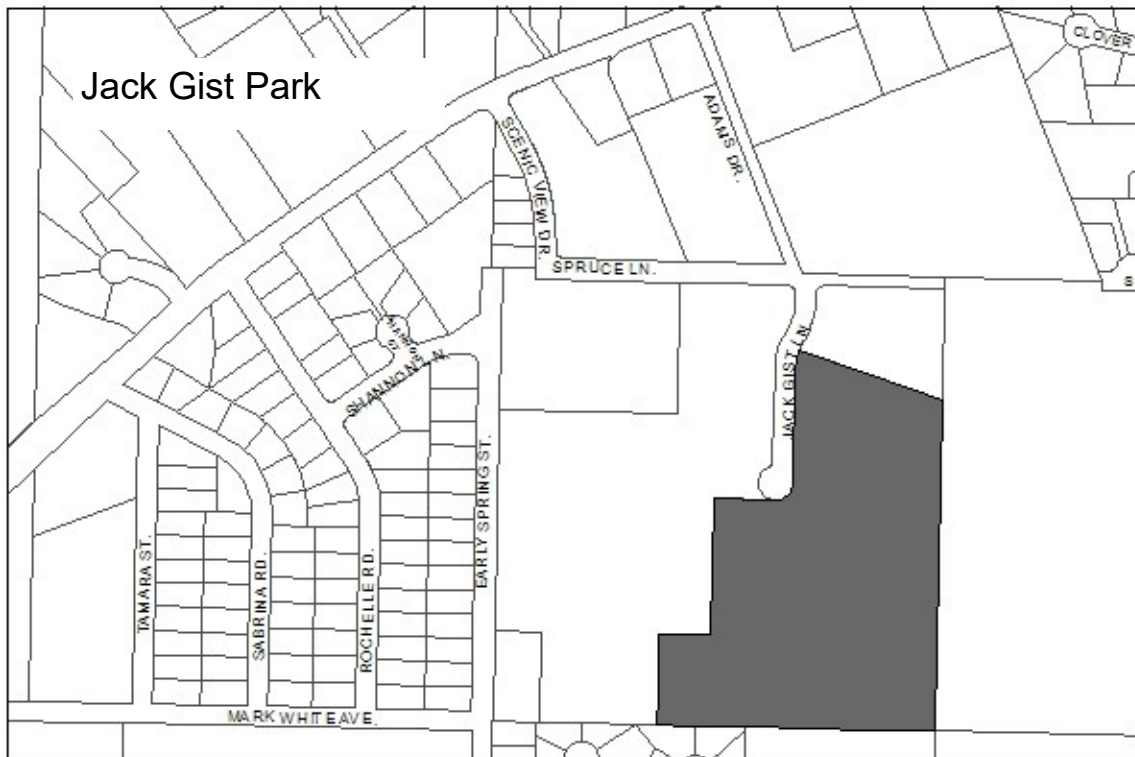 Jack Gist Park
CLOVER
ADAMS DR.
SCENIC VIEW DR.
SPRUCE LN.
S
JACK GIST LN
SHANNON LN.
EARLY SPRING ST.
TAMARA ST.
SABRINA RD.
ROCHELLE RD.
MARK WHITE AVE.